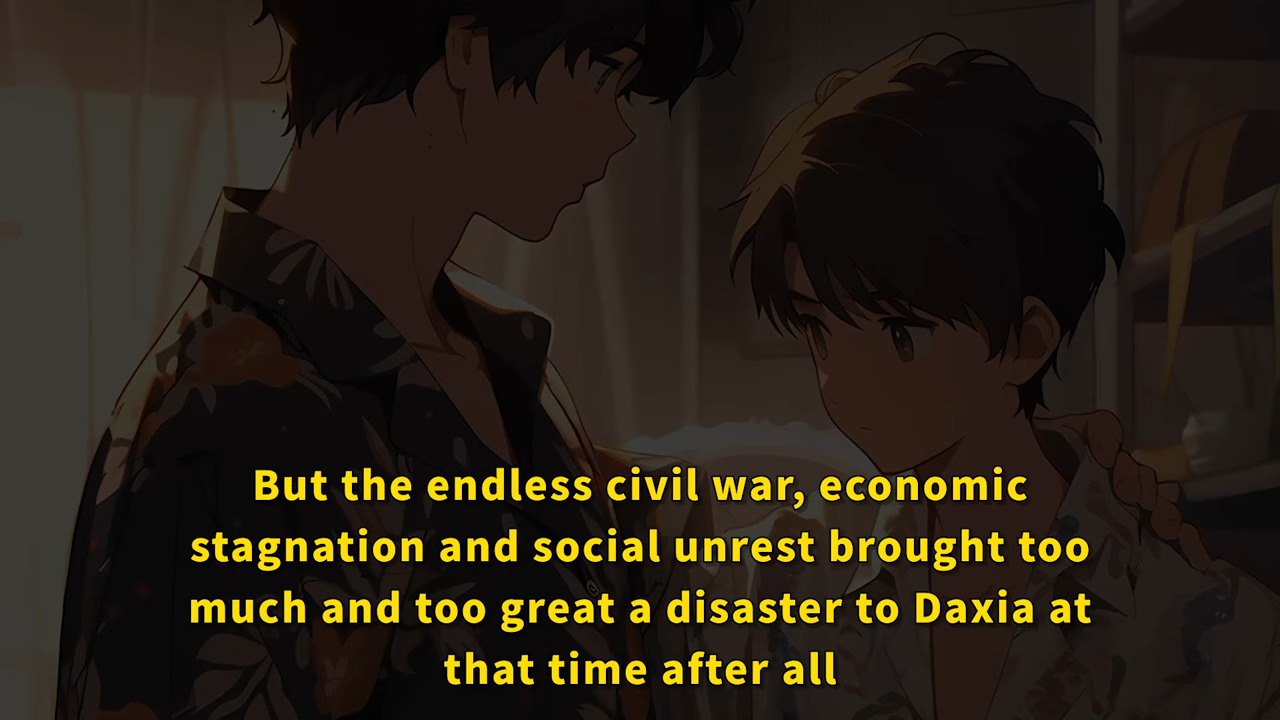 But the endless civil war, economic
stagnation and social unrest brought too
much and too great a disaster to Daxia at
that time after all